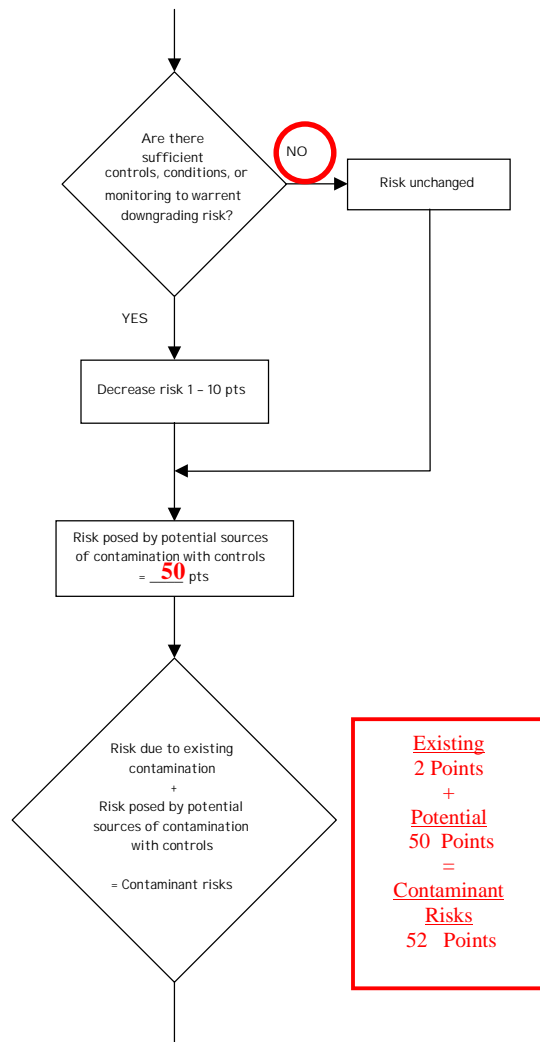 Are there
sufficient
controls, conditions, or
monitoring to warrent
downgrading risk?
NO
Risk unchanged
YES
Decrease risk 1 – 10 pts
Risk posed by potential sources
of contamination with controls
= 50 pts
Risk due to existing
contamination
+
Risk posed by potential
sources of contamination
with controls
= Contaminant risks
Existing
2 Points
+
Potential
50 Points
=
Contaminant
Risks
52 Points